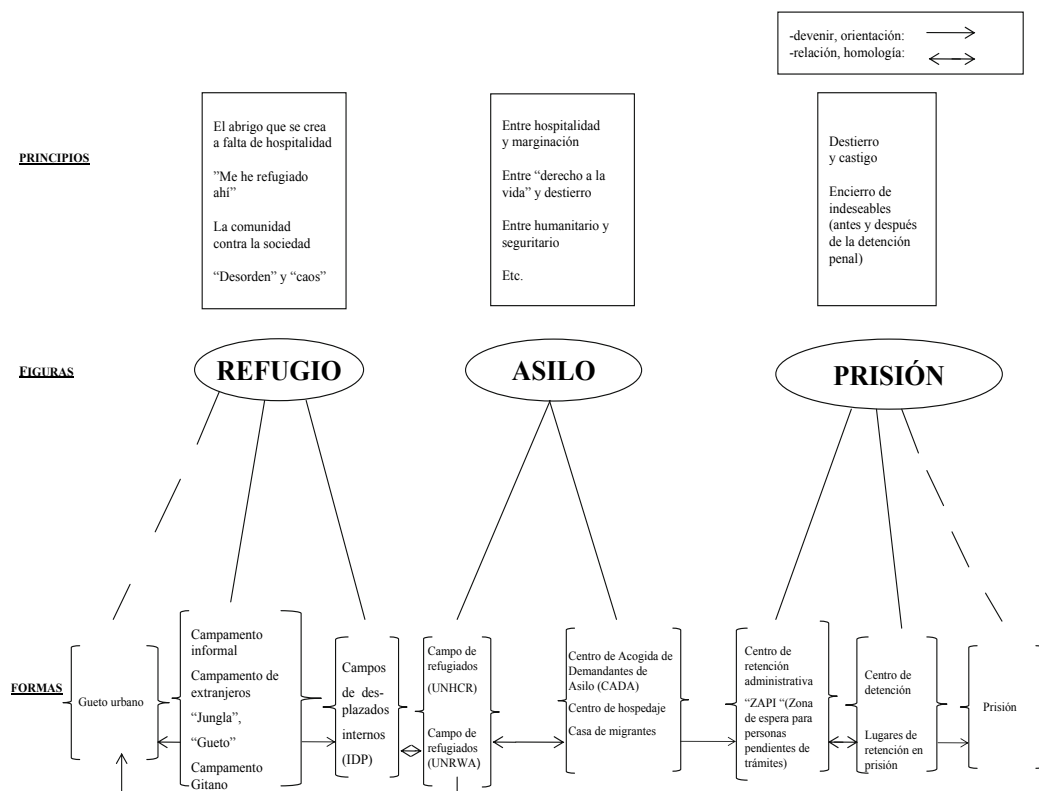 -devenir, orientación:
-relación, homología:
PRINCIPIOS
El abrigo que se crea
a falta de hospitalidad
”Me he refugiado
ahí”
La comunidad
contra la sociedad
“Desorden” y “caos”
Entre hospitalidad
y marginación
Entre “derecho a la
vida” y destierro
Entre humanitario y
seguritario
Etc.
Destierro
y castigo
Encierro de
indeseables
(antes y después
de la detención
penal)
FIGURAS
REFUGIO
ASILO
PRISIÓN
FORMAS
Gueto urbano
Campamento
informal
Campamento de
extranjeros
“Jungla”,
“Gueto”
Campamento
Gitano
Campos
de des-
plazados
internos
(IDP)
Campo de
refugiados
(UNHCR)
Campo de
refugiados
(UNRWA)
Centro de Acogida de
Demandantes de
Asilo (CADA)
Centro de hospedaje
Casa de migrantes
Centro de
retención
administrativa
“ZAPI “(Zona
de espera para
personas
pendientes de
trámites)
Centro de
detención
Lugares de
retención en
prisión
Prisión